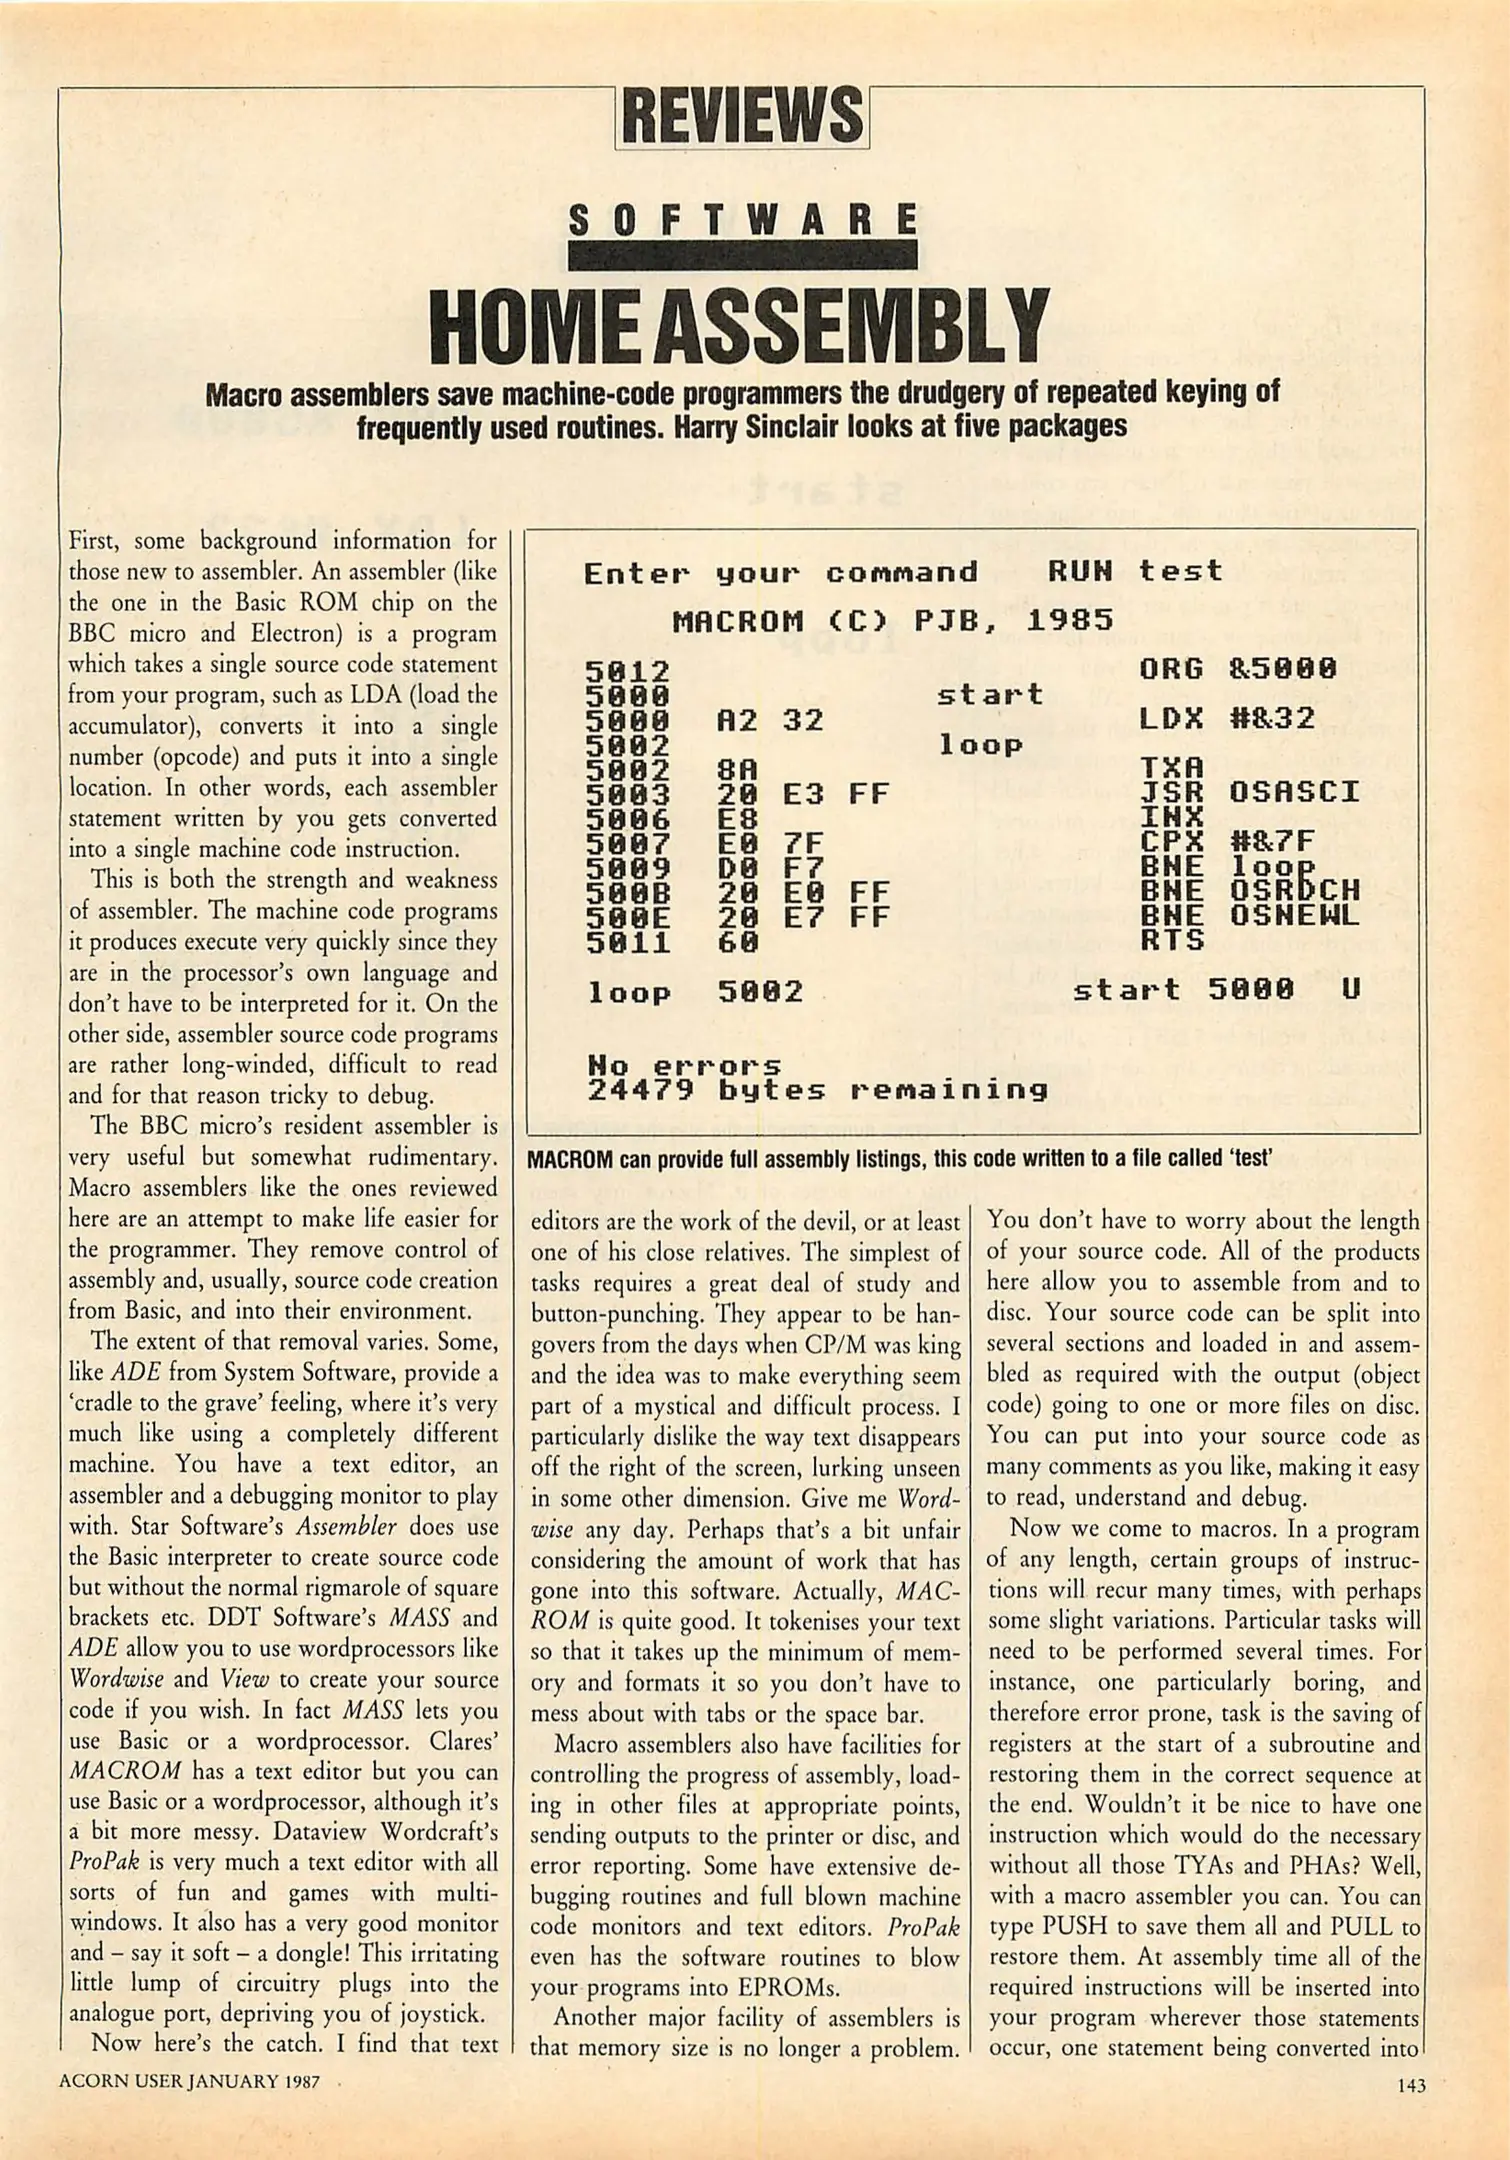 REVIEWS
SOFTWARE
HOME ASSEMBLY
Macro assemblers save machine-code programmers the drudgery of repeated keying of
frequently used routines. Harry Sinclair looks at five packages
First, some background information for
those new to assembler. An assembler (like
the one in the Basic ROM chip on the
BBC micro and Electron) is a program
which takes a single source code statement
from your program, such as LDA (load the
accumulator), converts it into a single
number (opcode) and puts it into a single
location. In other words, each assembler
statement written by you gets converted
into a single machine code instruction.
This is both the strength and weakness
of assembler. The machine code programs
it produces execute very quickly since they
are in the processor's own language and
don't have to be interpreted for it. On the
other side, assembler source code programs
are rather long-winded, difficult to read
and for that reason tricky to debug.
The BBC micro's resident assembler is
very useful but somewhat rudimentary.
Macro assemblers like the ones reviewed
here are an attempt to make life easier for
the programmer. They remove control of
assembly and, usually, source code creation
from Basic, and into their environment.
The extent of that removal varies. Some,
like ADE from System Software, provide a
'cradle to the grave' feeling, where it's very
much like using a completely different
machine. You have a text editor, an
assembler and a debugging monitor to play
with. Star Software's Assembler does use
the Basic interpreter to create source code
but without the normal rigmarole of square
brackets etc. DDT Software's MASS and
ADE allow you to use wordprocessors like
Wordwise and View to create your source
code if you wish. In fact MASS lets you
use Basic or a wordprocessor. Clares'
MACROM has a text editor but you can
use Basic or a wordprocessor, although it's
a bit more messy. Dataview Wordcraft's
ProPak is very much a text editor with all
sorts of fun and games with multi-
windows. It also has a very good monitor
and – say it soft – a dongle! This irritating
little lump of circuitry plugs into the
analogue port, depriving you of joystick.
Now here's the catch. I find that text
Enter your command RUN test
MACROM (C) PJB, 1985
5012 ORG &5000
5000 start
5000 A2 32 LDX #&32
5002 loop
5002 8A TXA
5003 20 E3 FF JSR OSASCI
5006 E8 INX
5007 E0 7F CPX #&7F
5009 D0 F7 BNE loop
500B 20 E0 FF BNE OSRDCH
500E 20 E7 FF BNE OSNEWL
5011 60 RTS
loop 5002 start 5000 U
No errors
24479 bytes remaining
MACROM can provide full assembly listings, this code written to a file called 'test'
editors are the work of the devil, or at least
one of his close relatives. The simplest of
tasks requires a great deal of study and
button-punching. They appear to be han-
govers from the days when CP/M was king
and the idea was to make everything seem
part of a mystical and difficult process. I
particularly dislike the way text disappears
off the right of the screen, lurking unseen
in some other dimension. Give me Word-
wise any day. Perhaps that's a bit unfair
considering the amount of work that has
gone into this software. Actually, MAC-
ROM is quite good. It tokenises your text
so that it takes up the minimum of mem-
ory and formats it so you don't have to
mess about with tabs or the space bar.
Macro assemblers also have facilities for
controlling the progress of assembly, load-
ing in other files at appropriate points,
sending outputs to the printer or disc, and
error reporting. Some have extensive de-
bugging routines and full blown machine
code monitors and text editors. ProPak
even has the software routines to blow
your programs into EPROMs.
Another major facility of assemblers is
that memory size is no longer a problem.
You don't have to worry about the length
of your source code. All of the products
here allow you to assemble from and to
disc. Your source code can be split into
several sections and loaded in and assem-
bled as required with the output (object
code) going to one or more files on disc.
You can put into your source code as
many comments as you like, making it easy
to read, understand and debug.
Now we come to macros. In a program
of any length, certain groups of instruc-
tions will recur many times, with perhaps
some slight variations. Particular tasks will
need to be performed several times. For
instance, one particularly boring, and
therefore error prone, task is the saving of
registers at the start of a subroutine and
restoring them in the correct sequence at
the end. Wouldn't it be nice to have one
instruction which would do the necessary
without all those TYAs and PHAs? Well,
with a macro assembler you can. You can
type PUSH to save them all and PULL to
restore them. At assembly time all of the
required instructions will be inserted into
your program wherever those statements
occur, one statement being converted into
ACORN USER JANUARY 1987
143